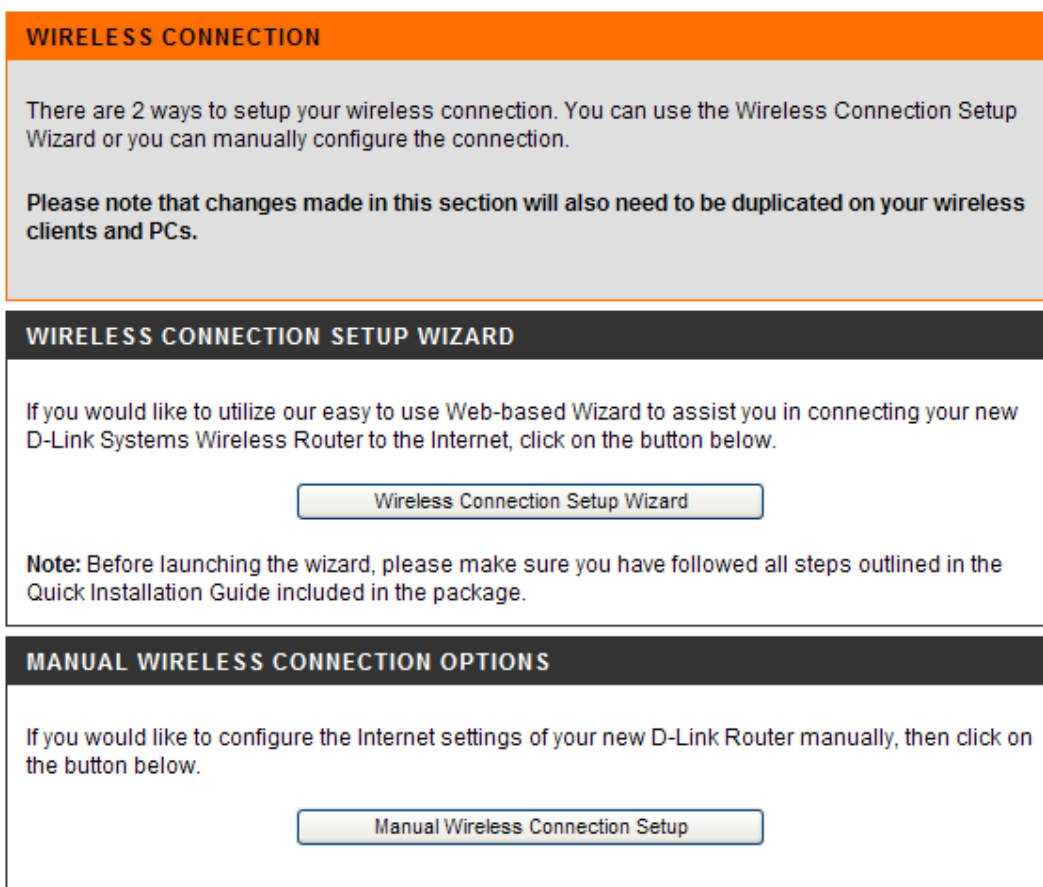 WIRELESS CONNECTION
There are 2 ways to setup your wireless connection. You can use the Wireless Connection Setup
Wizard or you can manually configure the connection.
Please note that changes made in this section will also need to be duplicated on your wireless
clients and PCs.
WIRELESS CONNECTION SETUP WIZARD
If you would like to utilize our easy to use Web-based Wizard to assist you in connecting your new
D-Link Systems Wireless Router to the Internet, click on the button below.
Wireless Connection Setup Wizard
Note: Before launching the wizard, please make sure you have followed all steps outlined in the
Quick Installation Guide included in the package.
MANUAL WIRELESS CONNECTION OPTIONS
If you would like to configure the Internet settings of your new D-Link Router manually, then click on
the button below.
Manual Wireless Connection Setup